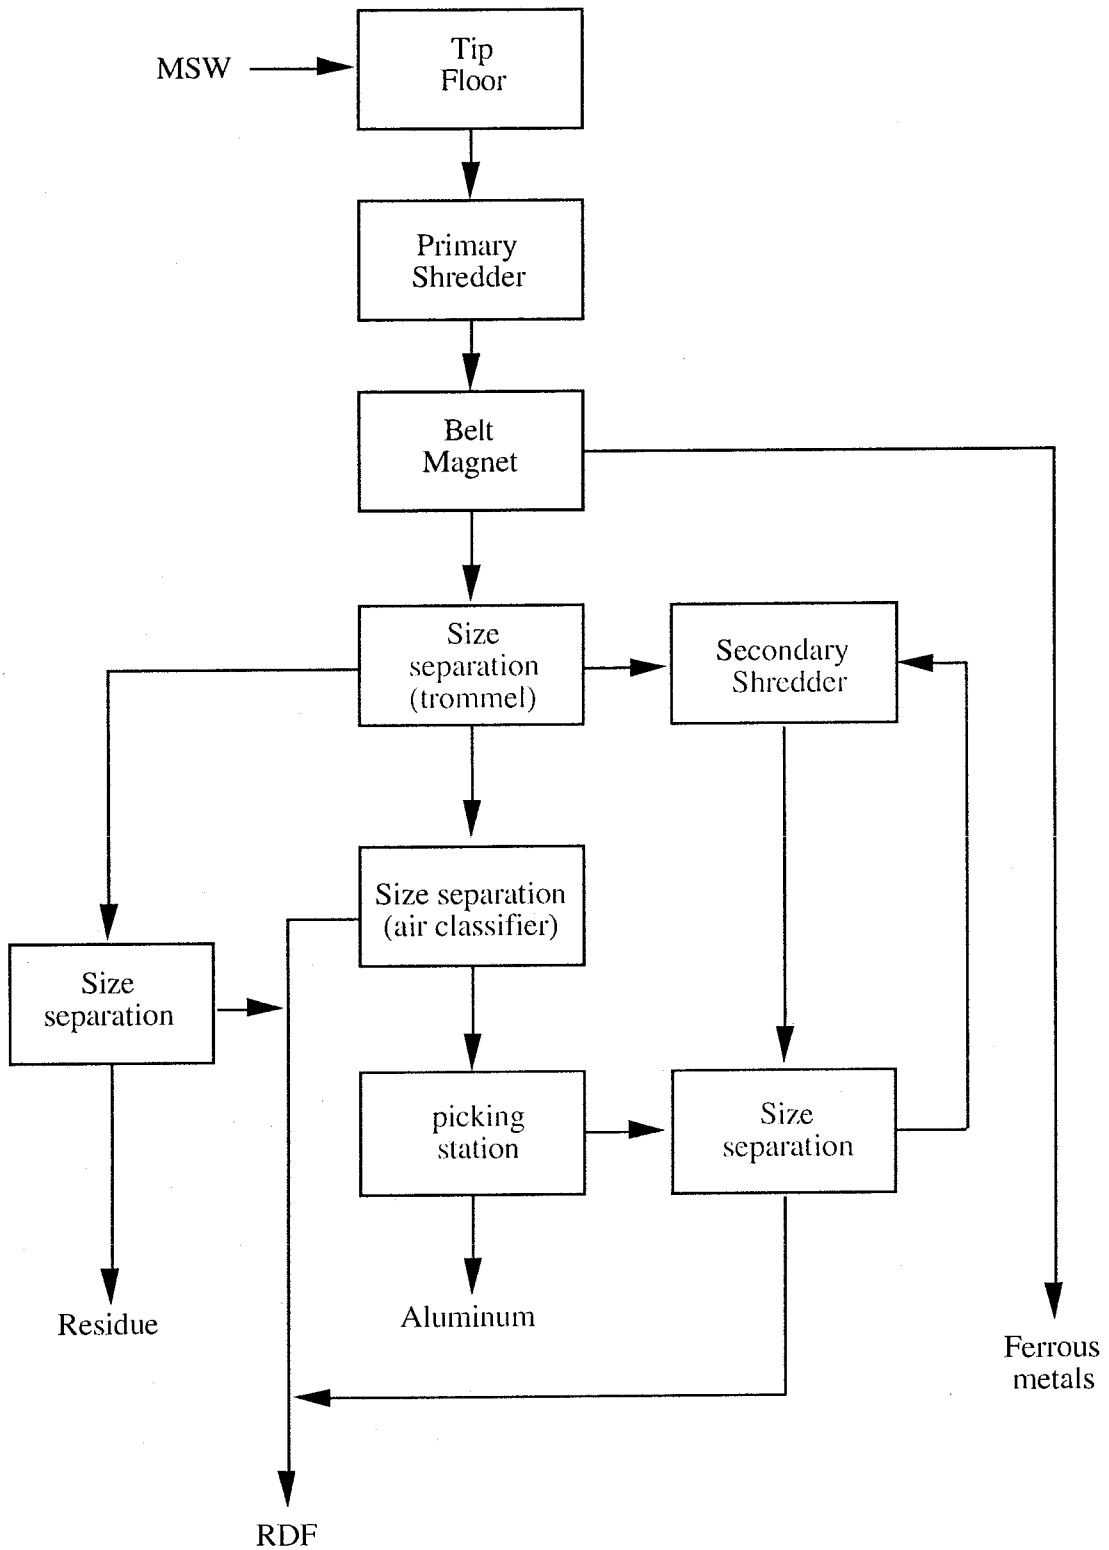 MSW
Tip
Floor
Primary
Shredder
Belt
Magnet
Size
separation
(trommel)
Secondary
Shredder
Size separation
(air classifier)
Size
separation
picking
station
Size
separation
Residue
Aluminum
Ferrous
metals
RDF